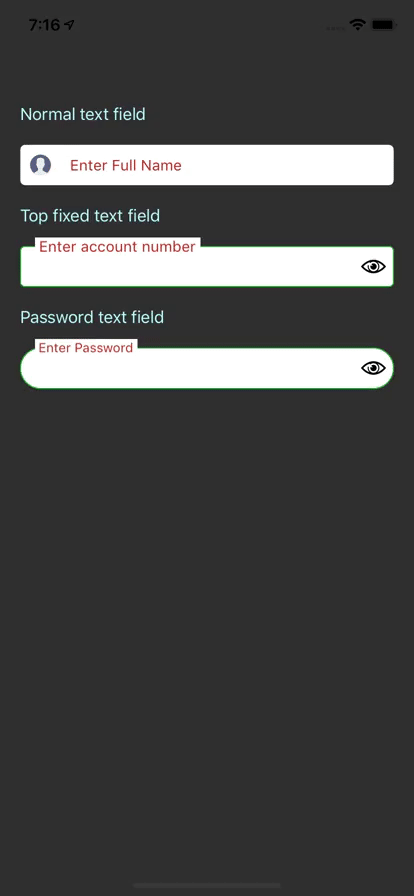 7:16
Normal text field
Enter Full Name
Top fixed text field
Enter account number
Password text field
Enter Password